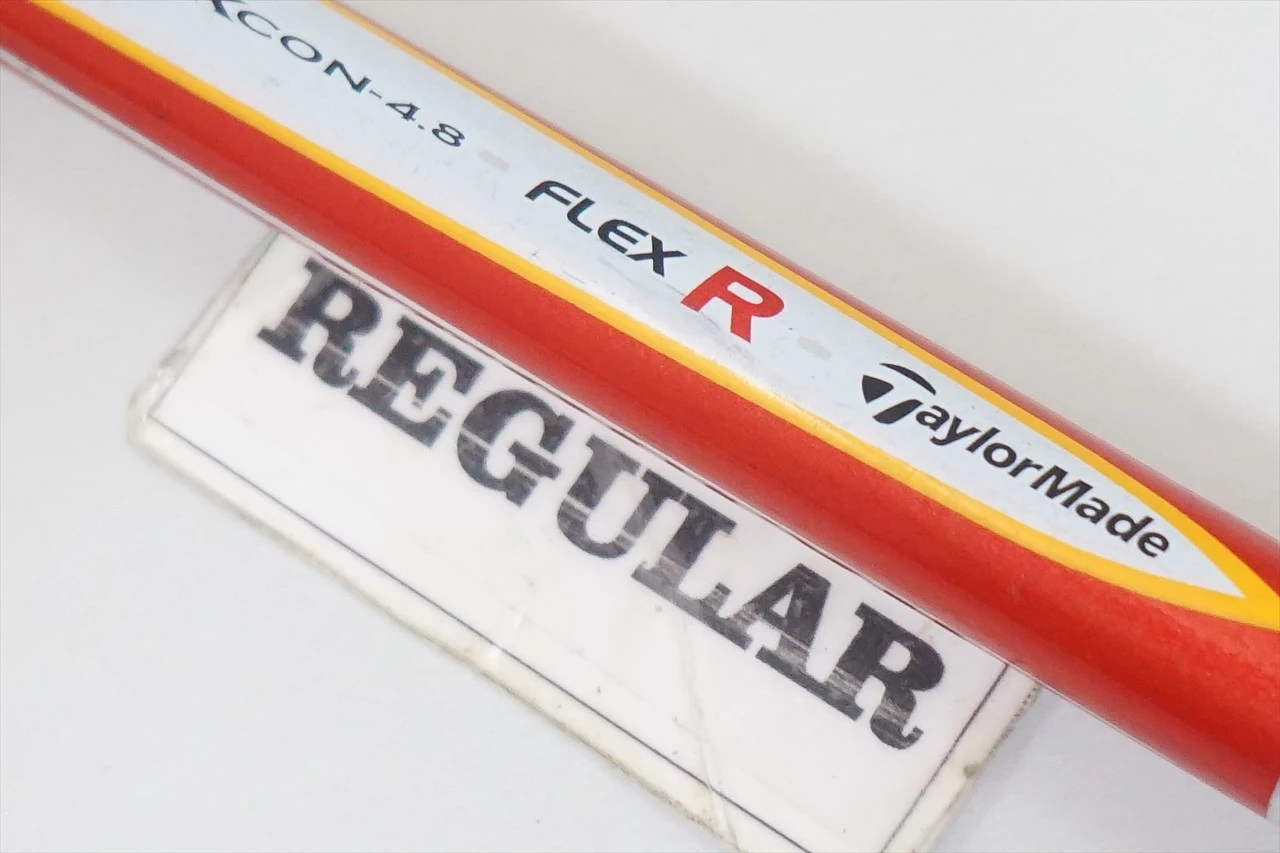 XCON-4.8 FLEX R TaylorMade
REGULAR